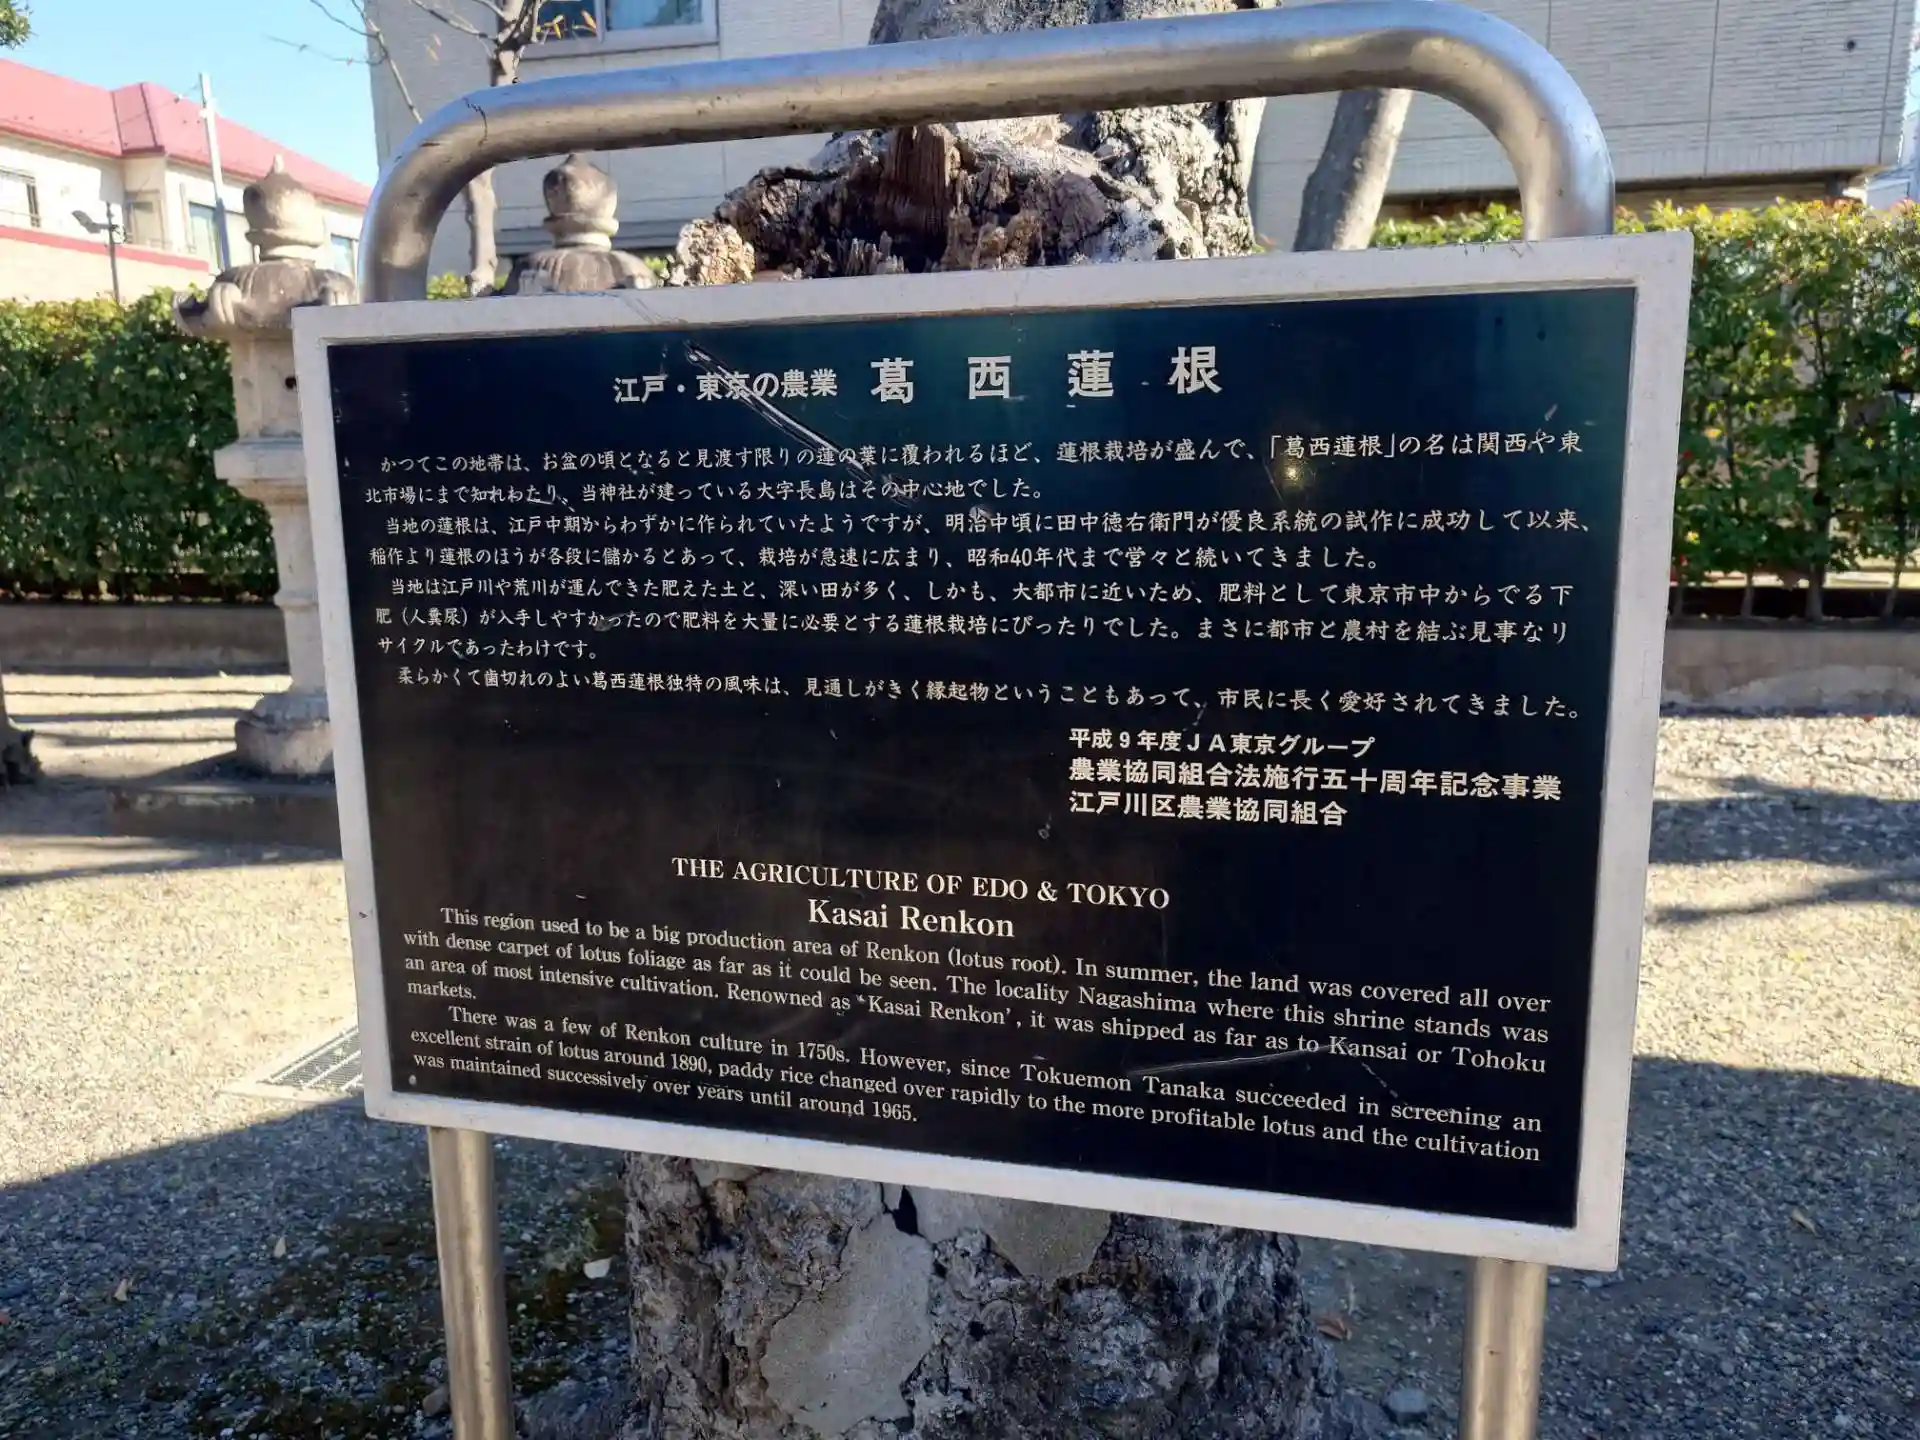 江戸・東京の農業 葛西蓮根
かつてこの地帯は、お盆の頃となると見渡す限りの蓮の葉に覆われるほど、蓮根栽培が盛んで、「葛西蓮根」の名は関西や東
北市場にまで知れわたり、当神社が建っている大字長島はその中心地でした。
当地の蓮根は、江戸中期からわずかに作られていたようですが、明治中頃に田中徳右衛門が優良系統の試作に成功して以来、
稲作より蓮根のほうが各段に儲かるとあって、栽培が急速に広まり、昭和40年代まで営々と続いてきました。
当地は江戸川や荒川が運んできた肥えた土と、深い田が多く、しかも、大都市に近いため、肥料として東京市中からでる下
肥（人糞尿）が入手しやすかったので肥料を大量に必要とする蓮根栽培にぴったりでした。まさに都市と農村を結ぶ見事なリ
サイクルであったわけです。
柔らかくて歯切れのよい葛西蓮根独特の風味は、見通しがきく縁起物ということもあって、市民に長く愛好されてきました。
平成9年度JA東京グループ
農業協同組合法施行五十周年記念事業
江戸川区農業協同組合
THE AGRICULTURE OF EDO & TOKYO
Kasai Renkon
This region used to be a big production area of Renkon (lotus root). In summer, the land was covered all over
with dense carpet of lotus foliage as far as it could be seen. The locality Nagashima where this shrine stands was
an area of most intensive cultivation. Renowned as ‘Kasai Renkon’, it was shipped as far as to Kansai or Tohoku
markets.
There was a few of Renkon culture in 1750s. However, since Tokuemon Tanaka succeeded in screening an
excellent strain of lotus around 1890, paddy rice changed over rapidly to the more profitable lotus and the cultivation
was maintained successively over years until around 1965.